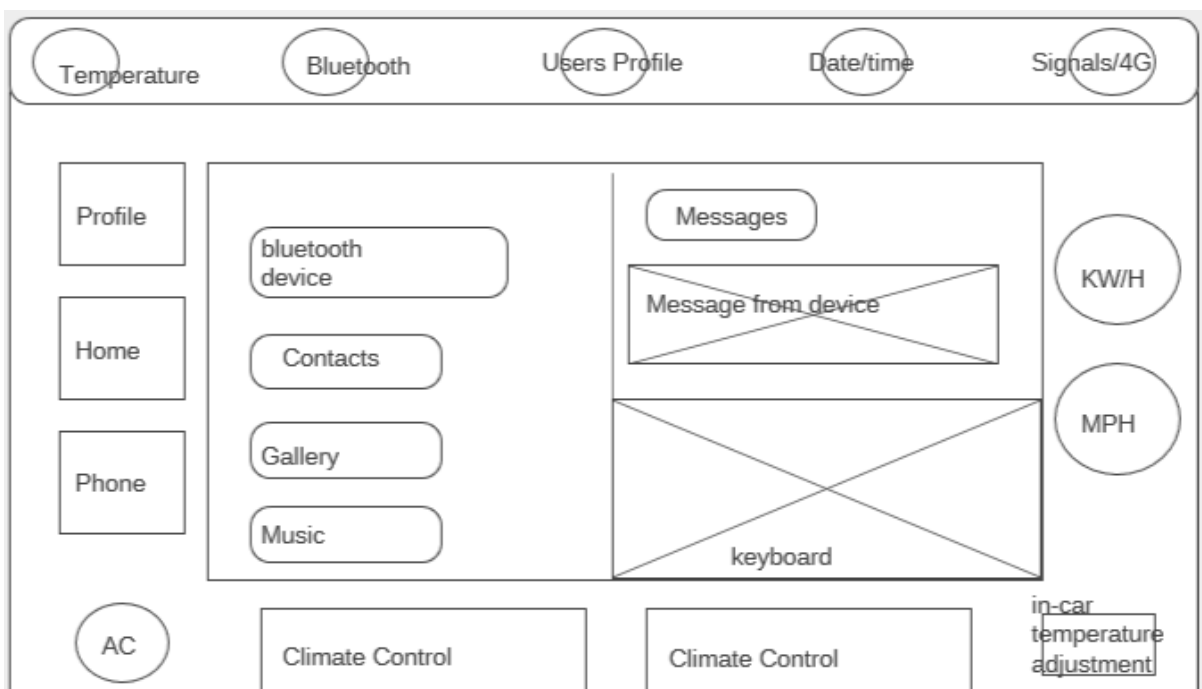 Temperature
Bluetooth
Users Profile
Date/time
Signals/4G
Profile
Home
Phone
bluetooth
device
Contacts
Gallery
Music
Messages
Message from device
keyboard
KW/H
MPH
AC
Climate Control
Climate Control
in-car
temperature
adjustment